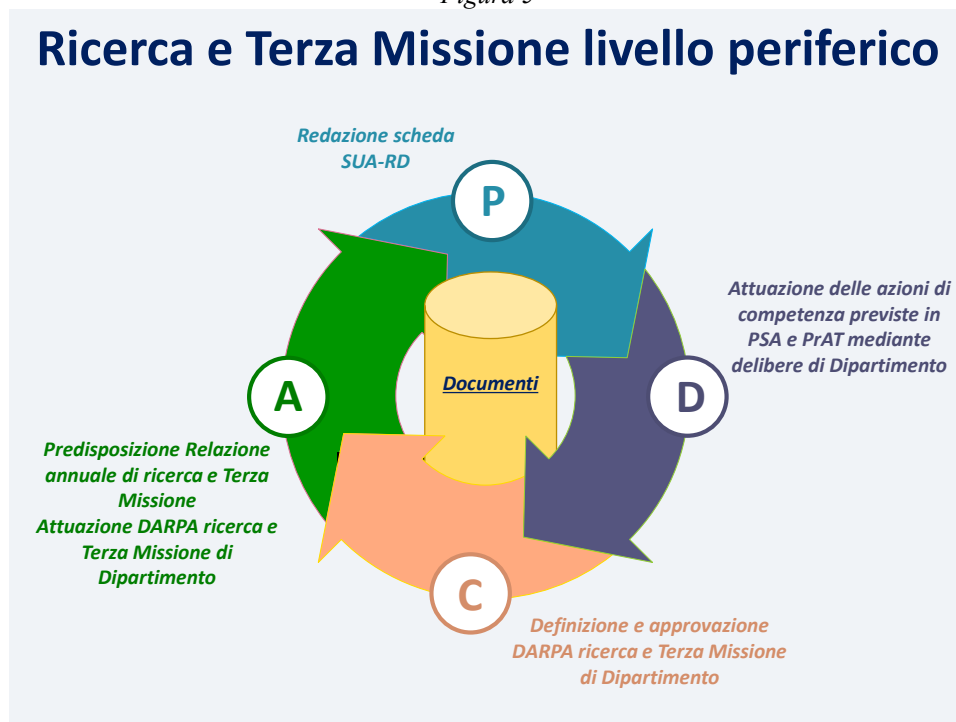 Ricerca e Terza Missione livello periferico
Redazione scheda
SUA-RD
P
Attuazione delle azioni di
competenza previste in
PSA e PrAT mediante
delibere di Dipartimento
Documenti
A
D
Predisposizione Relazione
annuale di ricerca e Terza
Missione
Attuazione DARPA ricerca e
Terza Missione di
Dipartimento
C
Definizione e approvazione
DARPA ricerca e Terza Missione
di Dipartimento